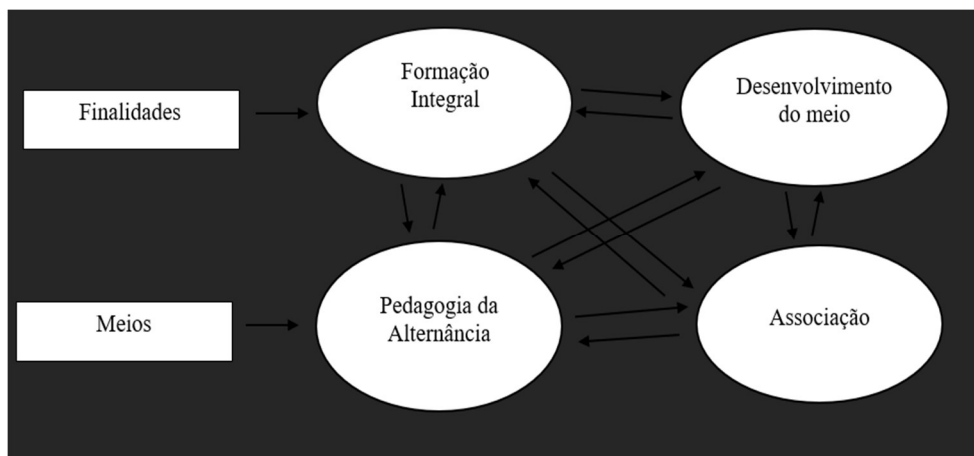 Finalidades
Formação
Integral
Desenvolvimento
do meio
Meios
Pedagogia da
Alternância
Associação